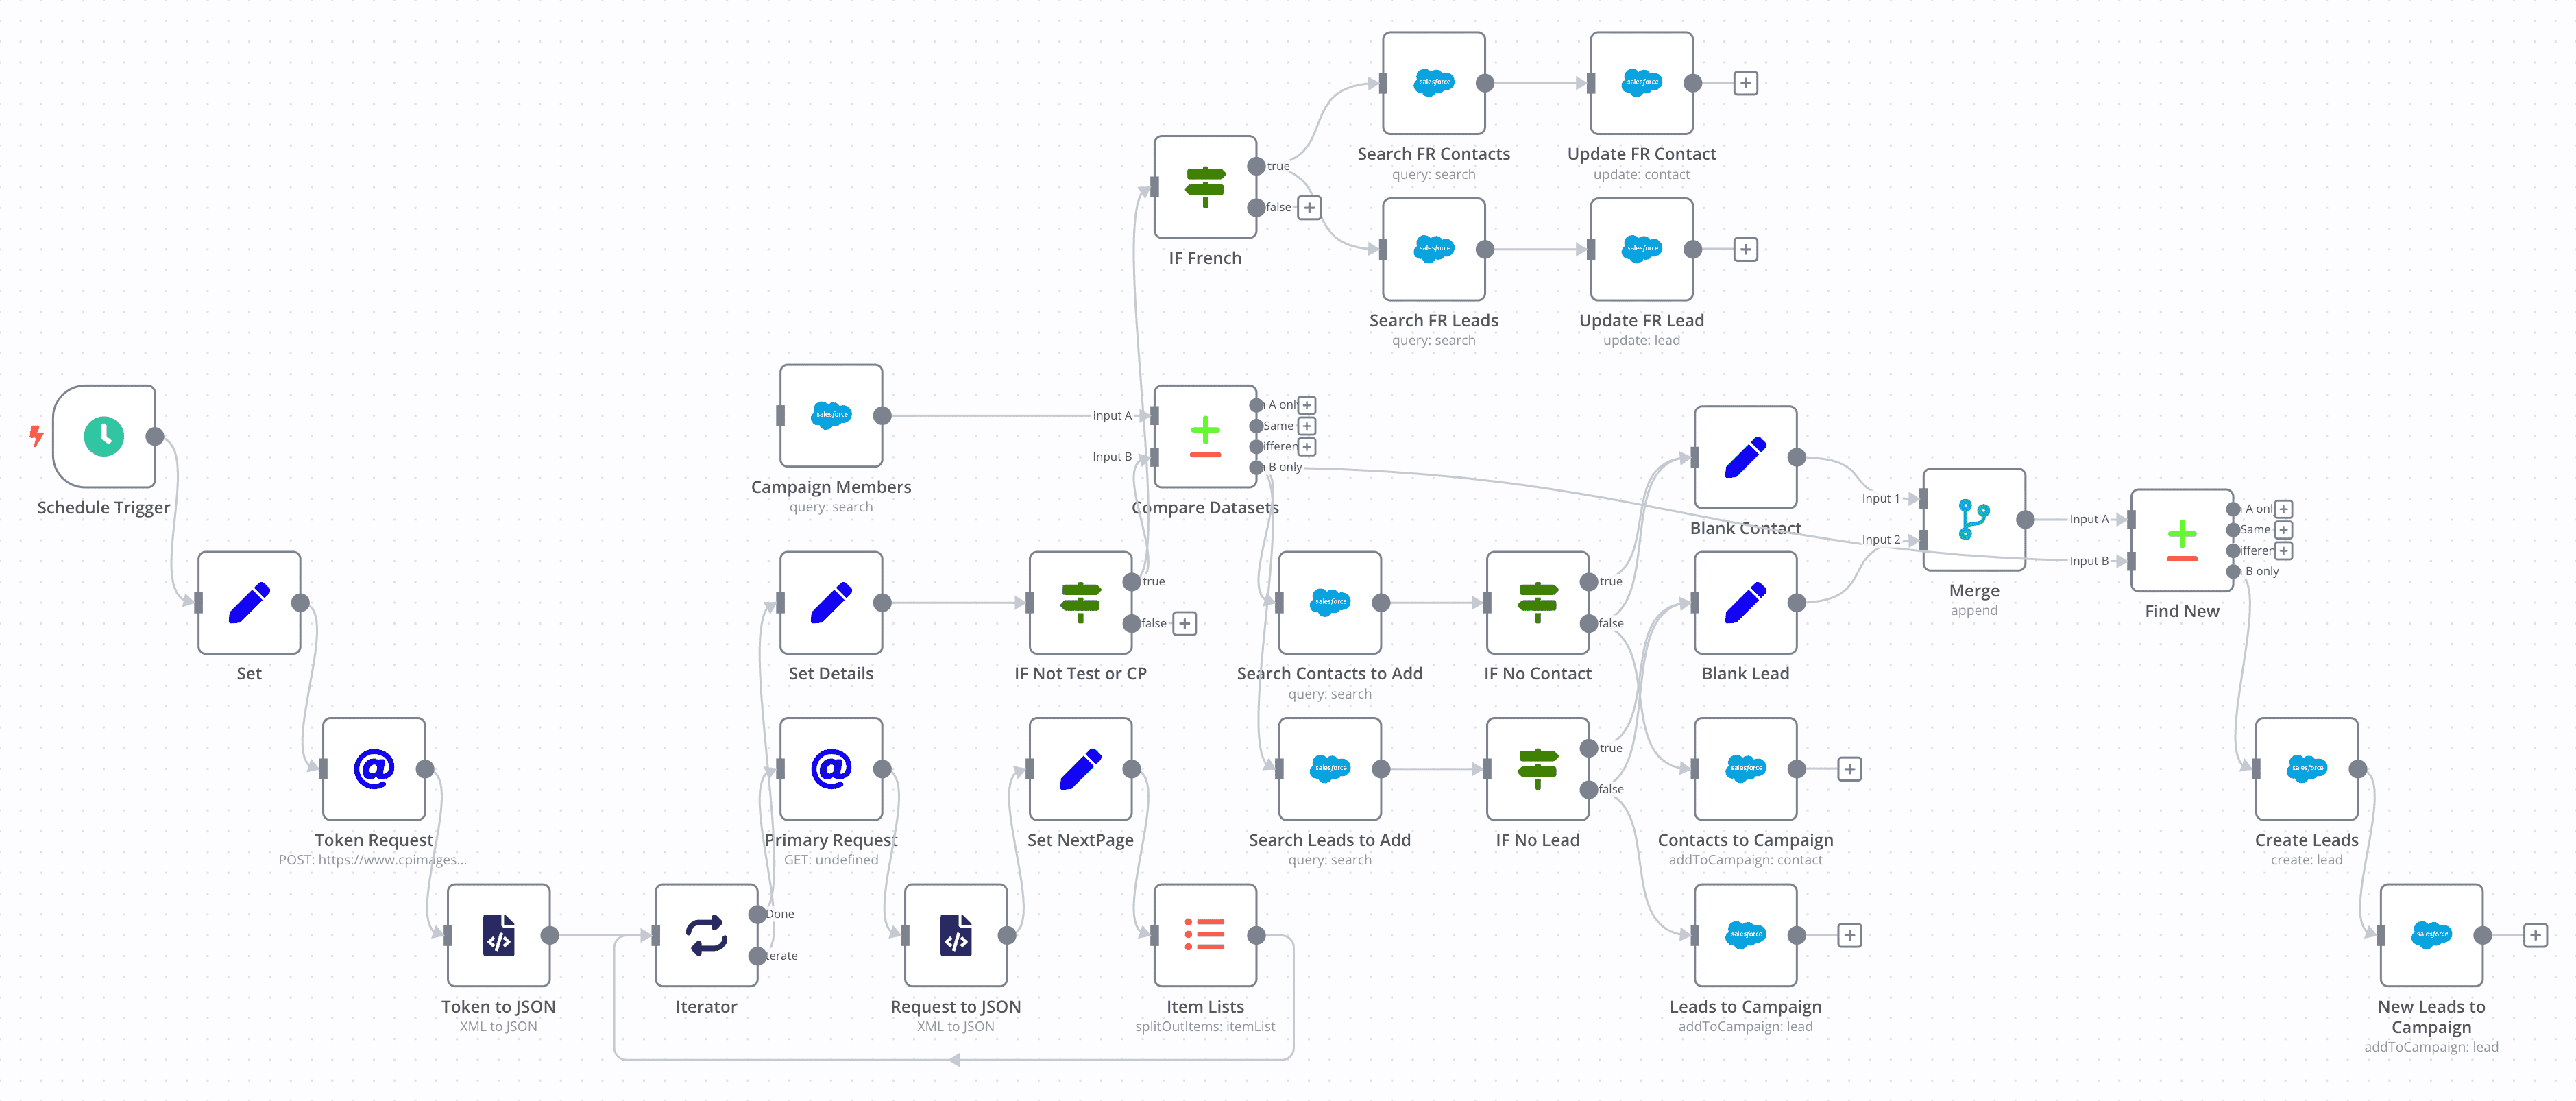 salesforce
salesforce
Search FR Contacts
query: search
Update FR Contact
update: contact
true
false
IF French
salesforce
salesforce
Search FR Leads
query: search
Update FR Lead
update: lead
Schedule Trigger
salesforce
Campaign Members
query: search
Input A
Input B
A only
Same
B only
Compare Datasets
Set
Set Details
true
false
IF Not Test or CP
salesforce
Search Contacts to Add
query: search
true
false
IF No Contact
Blank Contact
Blank Lead
Input 1
Input 2
Merge
append
Input A
Input B
A only
Same
B only
Find New
Token Request
POST: https://www.cpimages...
Primary Request
GET: undefined
Set NextPage
salesforce
Search Leads to Add
query: search
true
false
IF No Lead
salesforce
Contacts to Campaign
addToCampaign: contact
salesforce
Create Leads
create: lead
Token to JSON
XML to JSON
Done
Iterator
Request to JSON
XML to JSON
Item Lists
splitOutItems: itemList
salesforce
Leads to Campaign
addToCampaign: lead
salesforce
New Leads to
Campaign
addToCampaign: lead